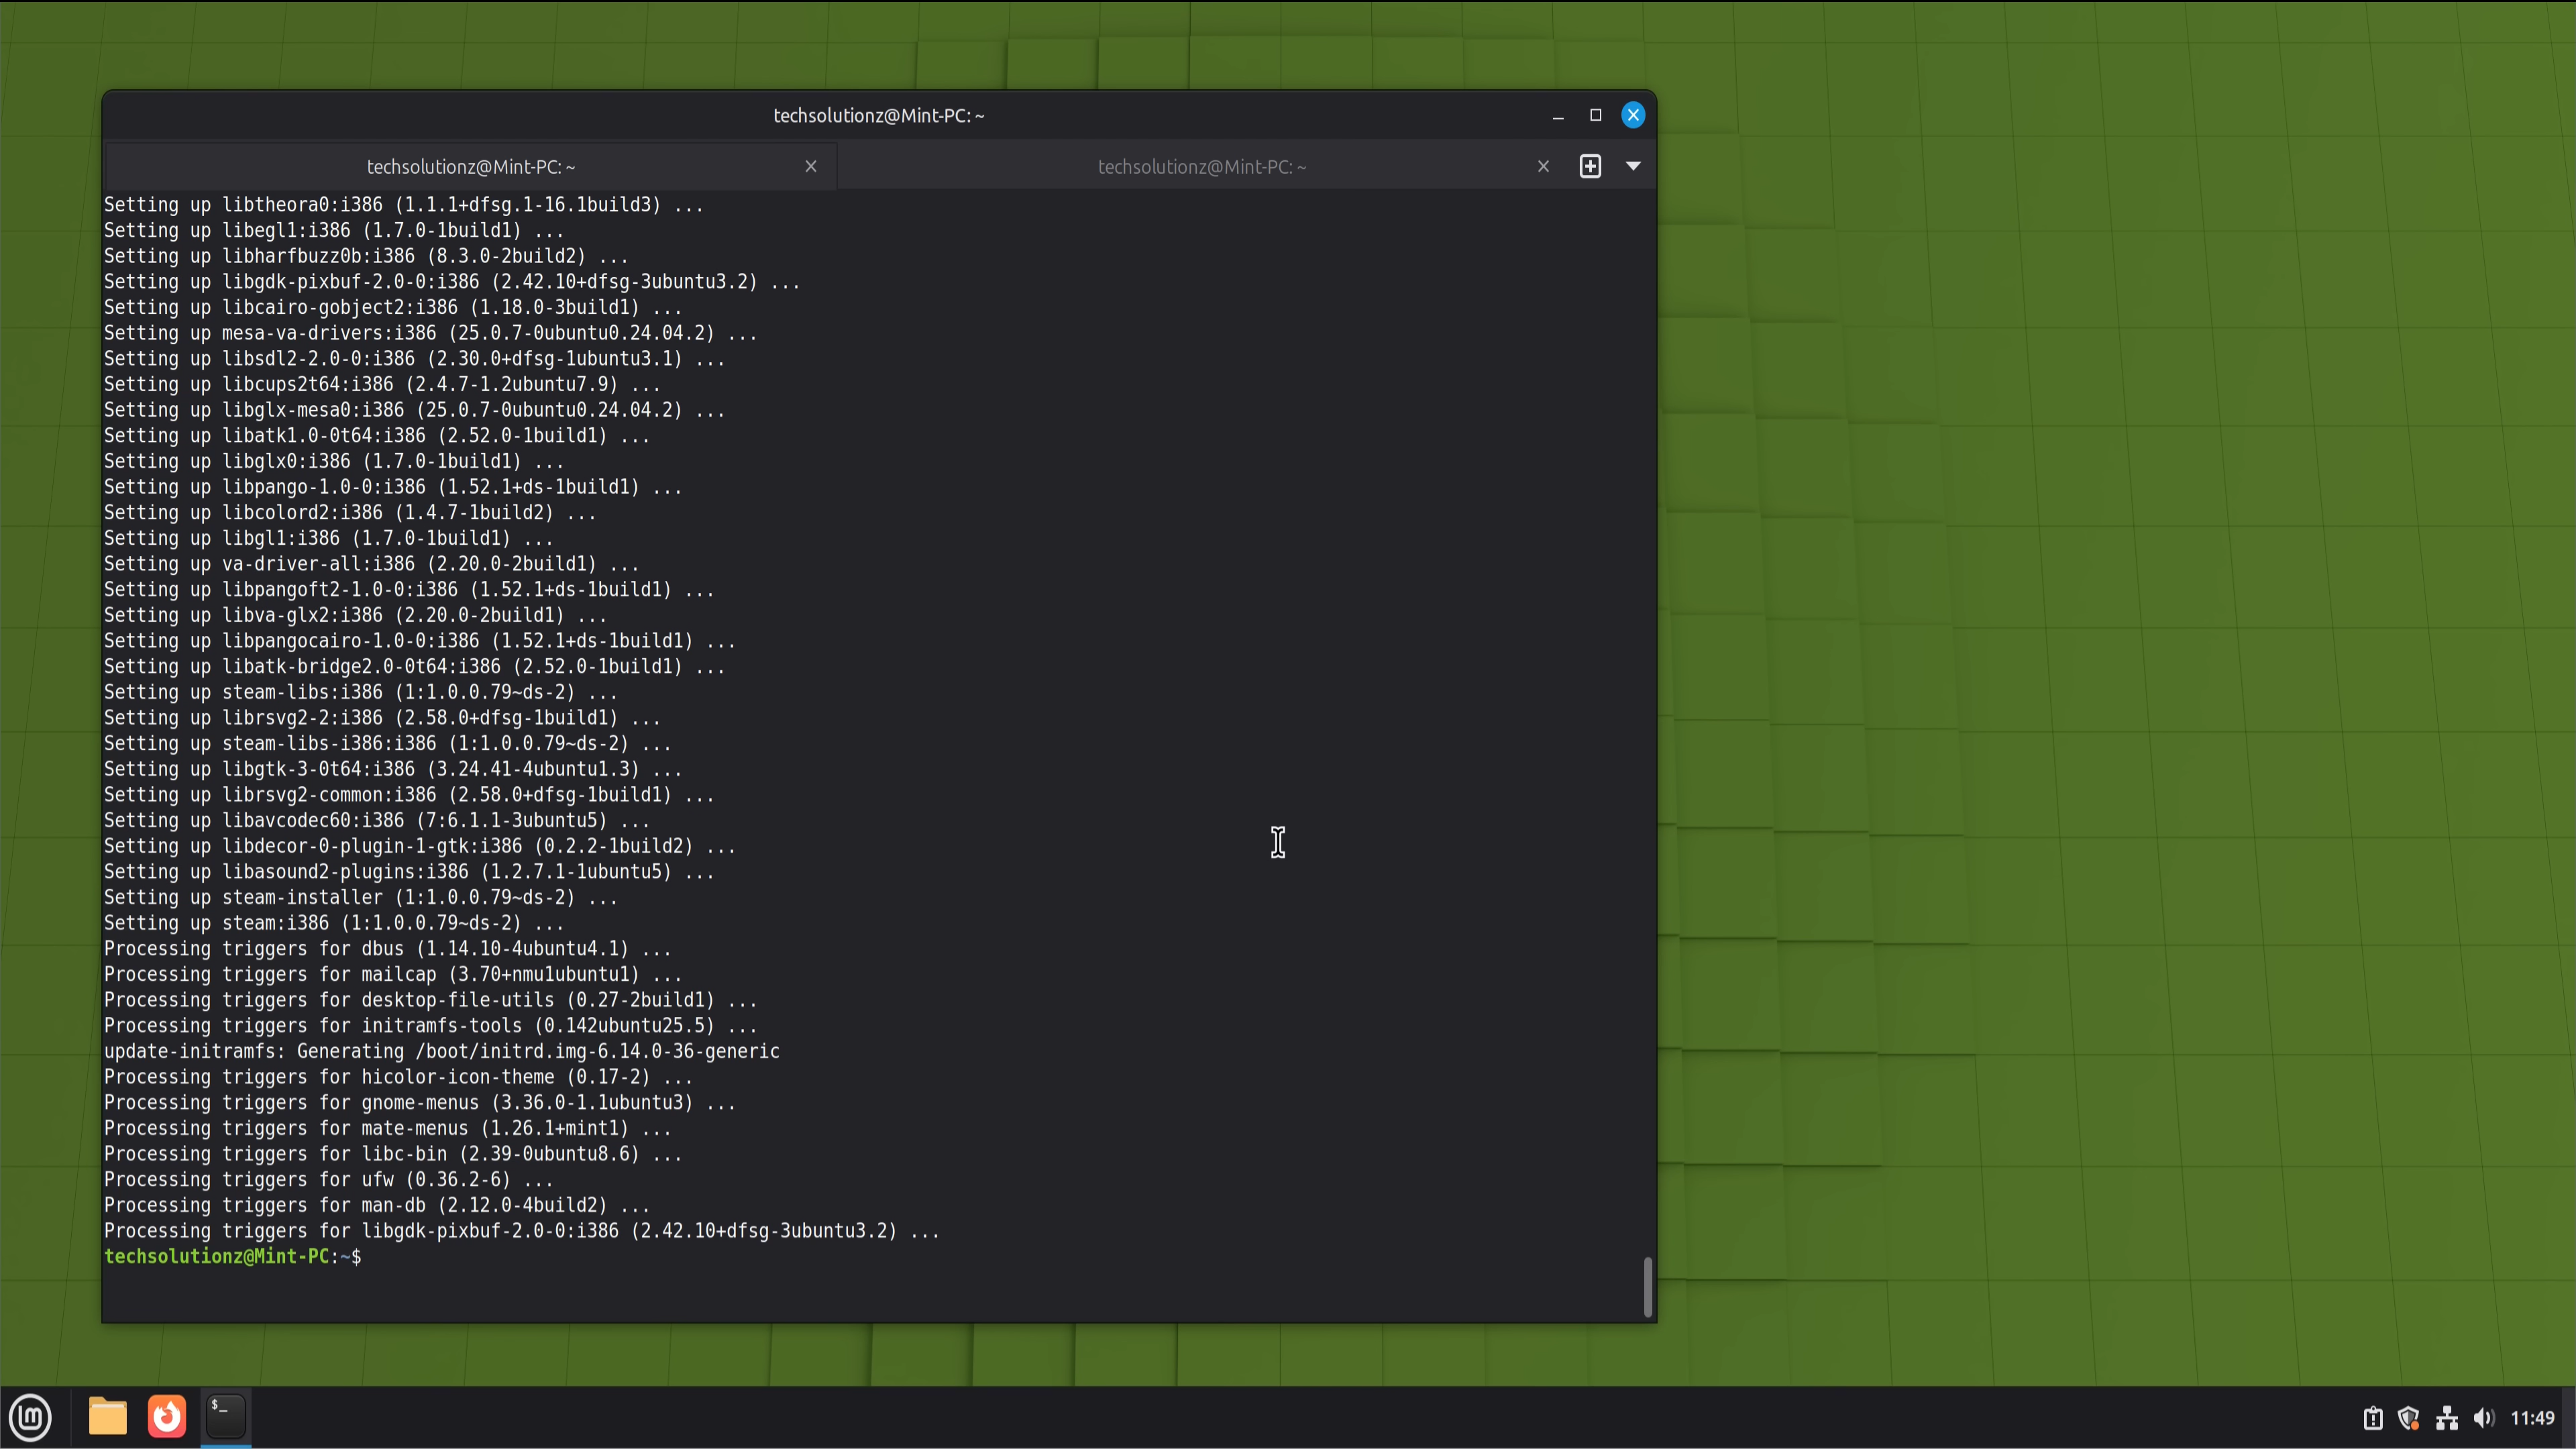 techsolutionz@Mint-PC: ~
techsolutionz@Mint-PC: ~
techsolutionz@Mint-PC: ~
Setting up libtheora0:i386 (1.1.1+dfsg.1-16.1build3) ...
Setting up libegl1:i386 (1.7.0-1build1) ...
Setting up libharfbuzz0b:i386 (8.3.0-2build2) ...
Setting up libgdk-pixbuf-2.0-0:i386 (2.42.10+dfsg-3ubuntu3.2) ...
Setting up libcairo-gobject2:i386 (1.18.0-3build1) ...
Setting up mesa-va-drivers:i386 (25.0.7-0ubuntu0.24.04.2) ...
Setting up libsdl2-2.0-0:i386 (2.30.0+dfsg-1ubuntu3.1) ...
Setting up libcups2t64:i386 (2.4.7-1.2ubuntu7.9) ...
Setting up libglx-mesa0:i386 (25.0.7-0ubuntu0.24.04.2) ...
Setting up libatk1.0-0t64:i386 (2.52.0-1build1) ...
Setting up libglx0:i386 (1.7.0-1build1) ...
Setting up libpango-1.0-0:i386 (1.52.1+ds-1build1) ...
Setting up libcolord2:i386 (1.4.7-1build2) ...
Setting up libgl1:i386 (1.7.0-1build1) ...
Setting up va-driver-all:i386 (2.20.0-2build1) ...
Setting up libpangoft2-1.0-0:i386 (1.52.1+ds-1build1) ...
Setting up libva-glx2:i386 (2.20.0-2build1) ...
Setting up libpangocairo-1.0-0:i386 (1.52.1+ds-1build1) ...
Setting up libatk-bridge2.0-0t64:i386 (2.52.0-1build1) ...
Setting up steam-libs:i386 (1:1.0.0.79~ds-2) ...
Setting up librsvg2-2:i386 (2.58.0+dfsg-1build1) ...
Setting up steam-libs-i386:i386 (1:1.0.0.79~ds-2) ...
Setting up libgtk-3-0t64:i386 (3.24.41-4ubuntu1.3) ...
Setting up librsvg2-common:i386 (2.58.0+dfsg-1build1) ...
Setting up libavcodec60:i386 (7:6.1.1-3ubuntu5) ...
Setting up libdecor-0-plugin-1-gtk:i386 (0.2.2-1build2) ...
Setting up libasound2-plugins:i386 (1.2.7.1-1ubuntu5) ...
Setting up steam-installer (1:1.0.0.79~ds-2) ...
Setting up steam:i386 (1:1.0.0.79~ds-2) ...
Processing triggers for dbus (1.14.10-4ubuntu4.1) ...
Processing triggers for mailcap (3.70+nmu1ubuntu1) ...
Processing triggers for desktop-file-utils (0.27-2build1) ...
Processing triggers for initramfs-tools (0.142ubuntu25.5) ...
update-initramfs: Generating /boot/initrd.img-6.14.0-36-generic
Processing triggers for hicolor-icon-theme (0.17-2) ...
Processing triggers for gnome-menus (3.36.0-1.1ubuntu3) ...
Processing triggers for mate-menus (1.26.1+mint1) ...
Processing triggers for libc-bin (2.39-0ubuntu8.6) ...
Processing triggers for ufw (0.36.2-6) ...
Processing triggers for man-db (2.12.0-4build2) ...
Processing triggers for libgdk-pixbuf-2.0-0:i386 (2.42.10+dfsg-3ubuntu3.2) ...
techsolutionz@Mint-PC:~$
$_
11:49